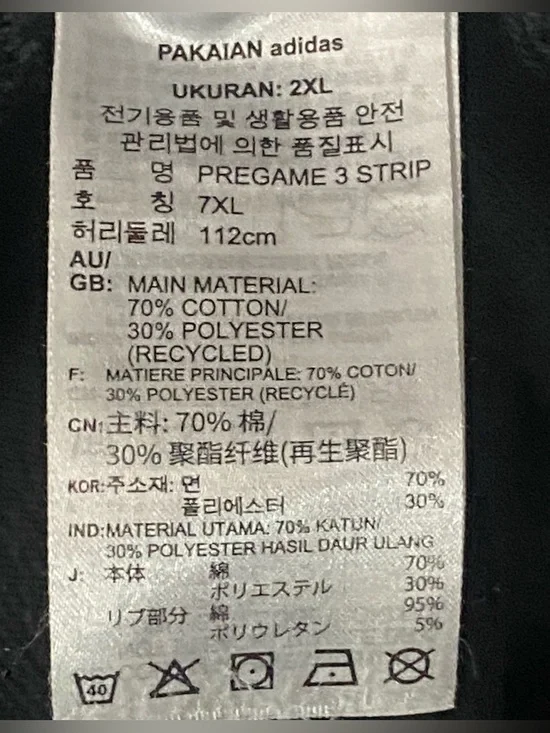 PAKAIAN adidas
UKURAN: 2XL
전기용품 및 생활용품 안전
관리법에 의한 품질표시
품 명 PREGAME 3 STRIP
호 칭 7XL
허리둘레 112cm
AU/
GB: MAIN MATERIAL:
70% COTTON/
30% POLYESTER
(RECYCLED)
F: MATIERE PRINCIPALE: 70% COTON/
30% POLYESTER (RECYCLÉ)
CN: 主料: 70% 棉/
30% 聚酯纤维(再生聚酯)
KOR: 주소재: 면 70%
폴리에스터 30%
IND: MATERIAL UTAMA: 70% KATUN/
30% POLYESTER HASIL DAUR ULANG
J: 本体 綿 70%
ポリエステル 30%
リブ部分 綿 95%
ポリウレタン 5%
40